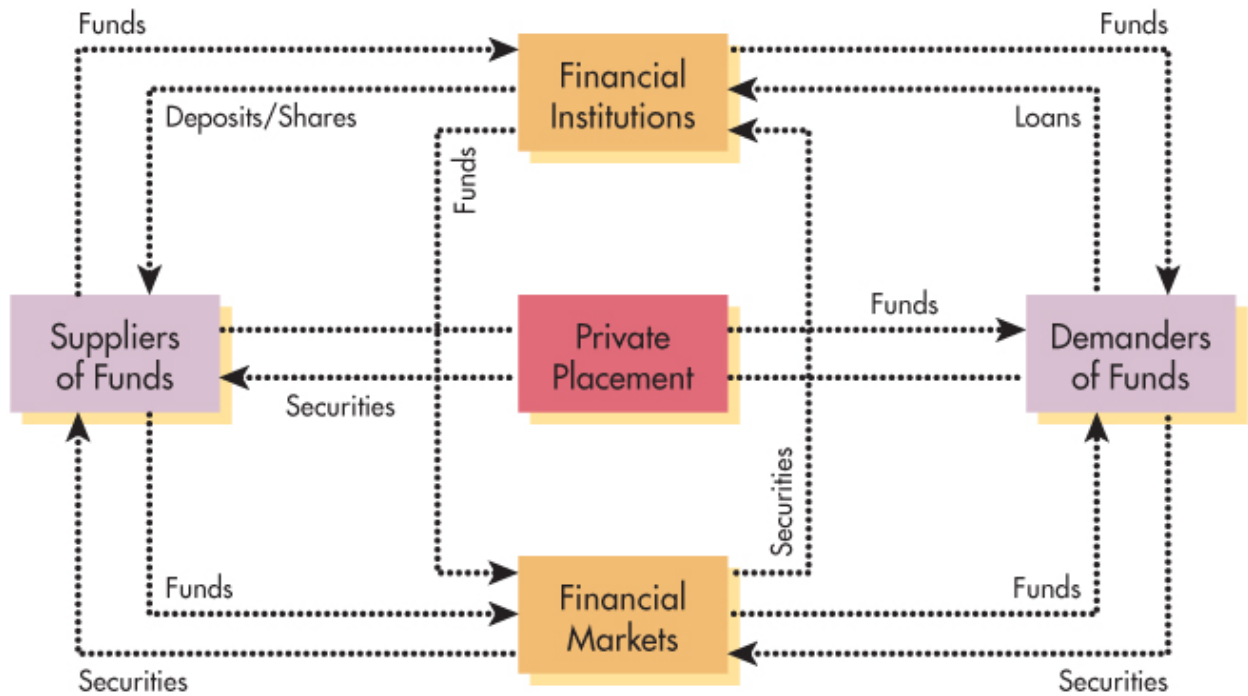 Funds
Funds
Financial
Institutions
Deposits/Shares
Loans
Funds
Suppliers
of Funds
Private
Placement
Funds
Demanders
of Funds
Securities
Securities
Funds
Financial
Markets
Funds
Securities
Securities